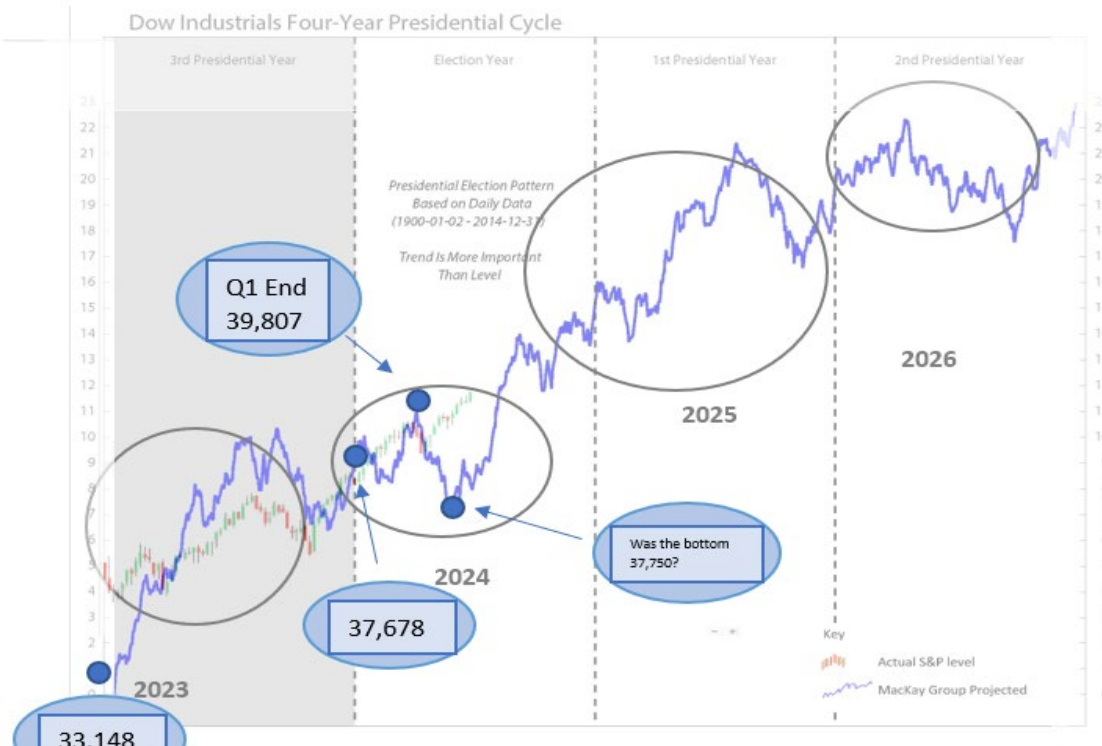 Dow Industrials Four-Year Presidential Cycle
3rd Presidential Year
Election Year
1st Presidential Year
2nd Presidential Year
23
22
21
20
19
18
17
16
15
14
13
12
11
10
9
8
7
6
5
4
3
2
Presidential Election Pattern
Based on Daily Data
(1900-01-02 - 2014-12-31)
Trend Is More Important
Than Level
Q1 End
39,807
2026
2025
Was the bottom
37,750?
2024
37,678
2023
33,148
- +
Key
Actual S&P level
MacKay Group Projected